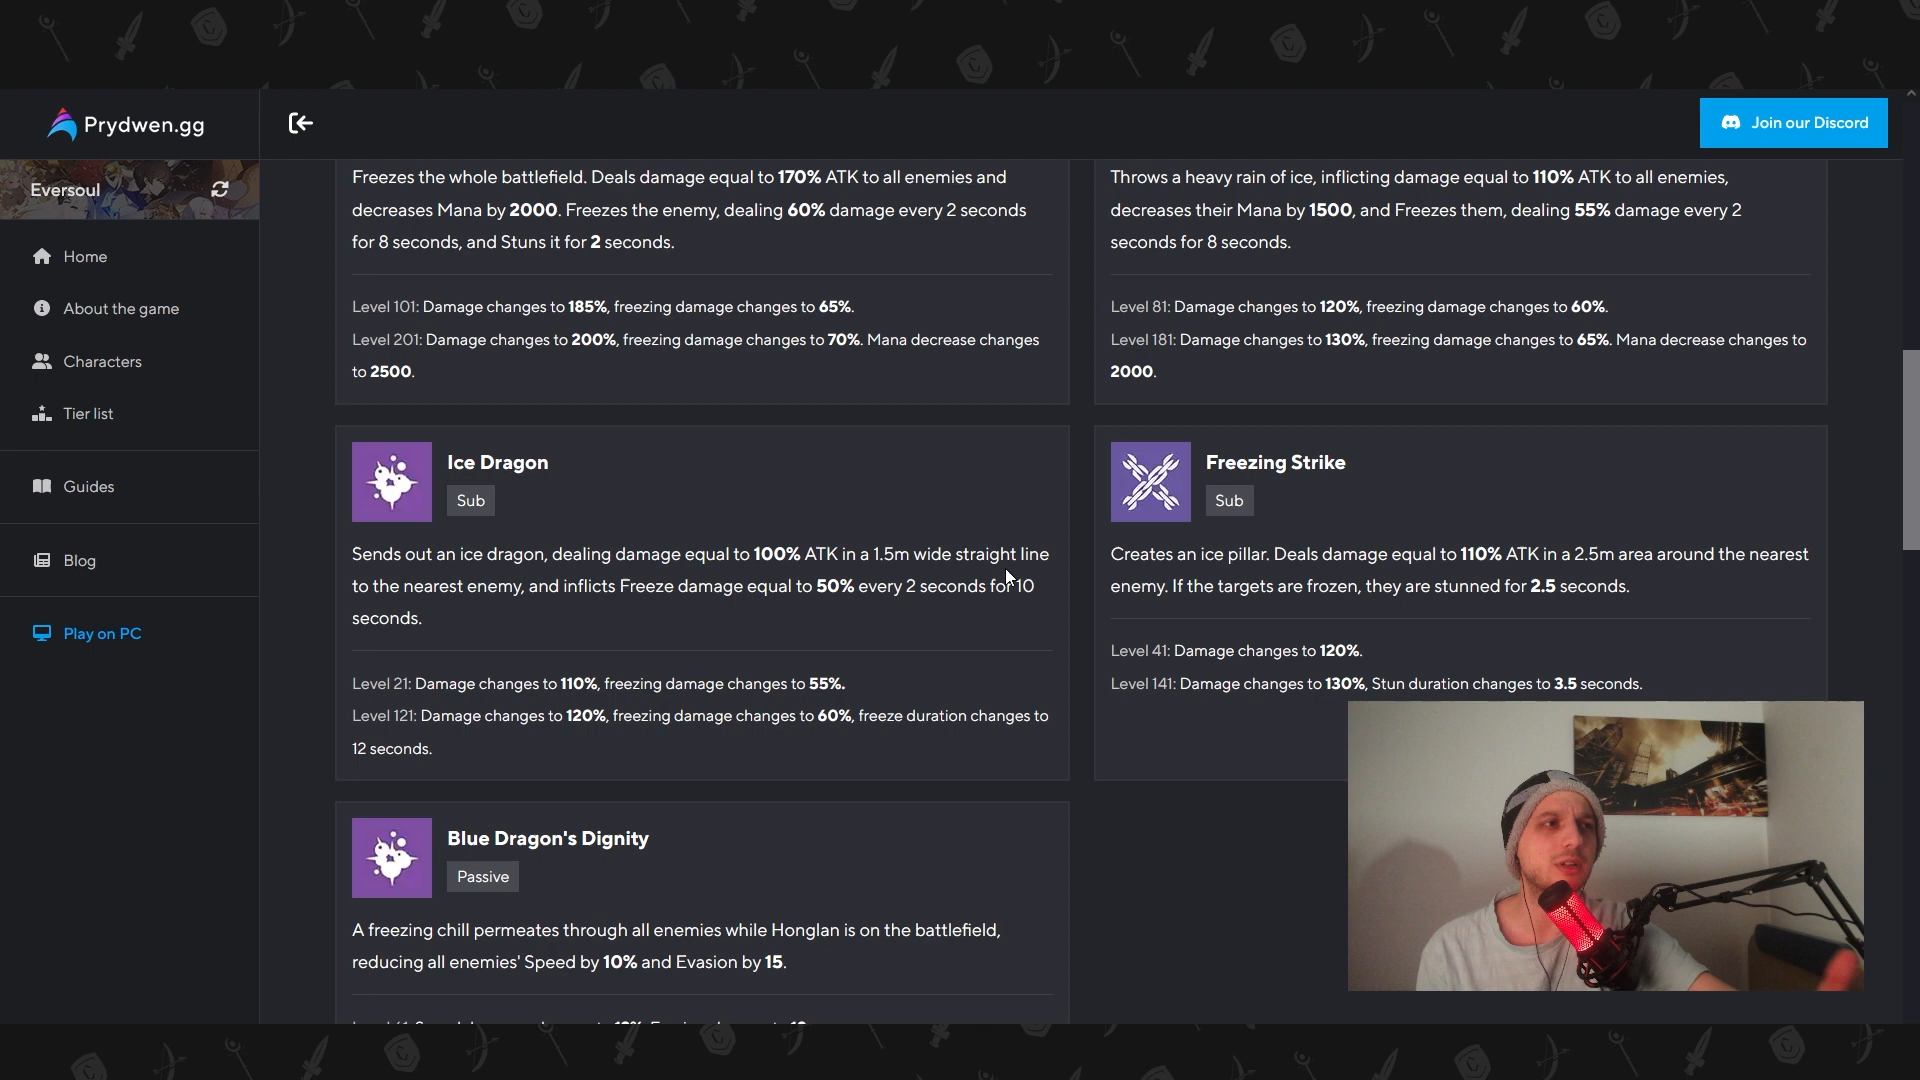 Prydwen.gg
Join our Discord
Eversoul
Home
About the game
Characters
Tier list
Guides
Blog
Play on PC
Freezes the whole battlefield. Deals damage equal to 170% ATK to all enemies and
decreases Mana by 2000. Freezes the enemy, dealing 60% damage every 2 seconds
for 8 seconds, and Stuns it for 2 seconds.
Level 101: Damage changes to 185%, freezing damage changes to 65%.
Level 201: Damage changes to 200%, freezing damage changes to 70%. Mana decrease changes
to 2500.
Throws a heavy rain of ice, inflicting damage equal to 110% ATK to all enemies,
decreases their Mana by 1500, and Freezes them, dealing 55% damage every 2
seconds for 8 seconds.
Level 81: Damage changes to 120%, freezing damage changes to 60%.
Level 181: Damage changes to 130%, freezing damage changes to 65%. Mana decrease changes to
2000.
Ice Dragon
Sub
Sends out an ice dragon, dealing damage equal to 100% ATK in a 1.5m wide straight line
to the nearest enemy, and inflicts Freeze damage equal to 50% every 2 seconds for 10
seconds.
Level 21: Damage changes to 110%, freezing damage changes to 55%.
Level 121: Damage changes to 120%, freezing damage changes to 60%, freeze duration changes to
12 seconds.
Freezing Strike
Sub
Creates an ice pillar. Deals damage equal to 110% ATK in a 2.5m area around the nearest
enemy. If the targets are frozen, they are stunned for 2.5 seconds.
Level 41: Damage changes to 120%.
Level 141: Damage changes to 130%, Stun duration changes to 3.5 seconds.
Blue Dragon's Dignity
Passive
A freezing chill permeates through all enemies while Honglan is on the battlefield,
reducing all enemies' Speed by 10% and Evasion by 15.